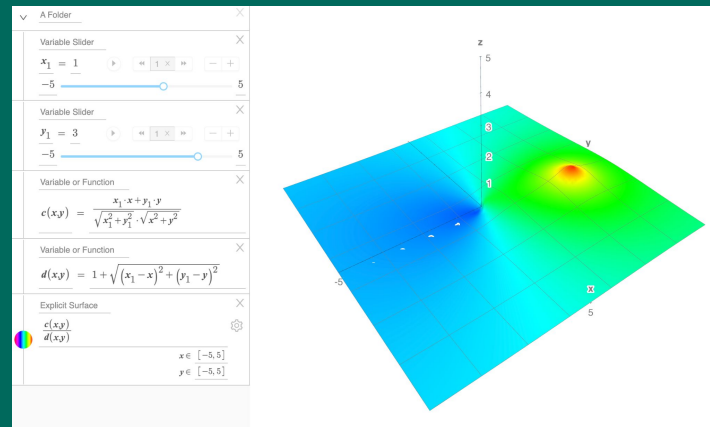 A Folder
Variable Slider
x₁ = 1
1 ×
−5
5
Variable Slider
y₁ = 3
1 ×
−5
5
Variable or Function
c(x,y) = (x₁·x + y₁·y) / (√(x₁² + y₁²) · √(x² + y²))
Variable or Function
d(x,y) = 1 + √((x₁ − x)² + (y₁ − y)²)
Explicit Surface
c(x,y) / d(x,y)
x ∈ [−5, 5]
y ∈ [−5, 5]
z
5
4
3
2
1
y
-5
x
5